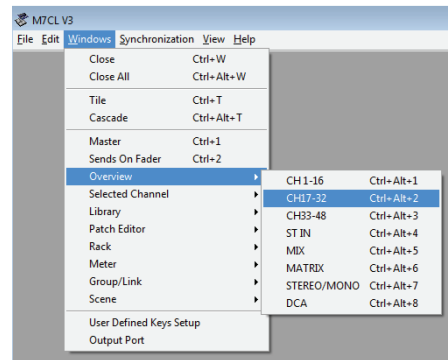 M7CL V3
File Edit Windows Synchronization View Help
Close Ctrl+W
Close All Ctrl+Alt+W
Tile Ctrl+T
Cascade Ctrl+Alt+T
Master Ctrl+1
Sends On Fader Ctrl+2
Overview
Selected Channel
Library
Patch Editor
Rack
Meter
Group/Link
Scene
User Defined Keys Setup
Output Port
CH 1-16 Ctrl+Alt+1
CH17-32 Ctrl+Alt+2
CH33-48 Ctrl+Alt+3
ST IN Ctrl+Alt+4
MIX Ctrl+Alt+5
MATRIX Ctrl+Alt+6
STEREO/MONO Ctrl+Alt+7
DCA Ctrl+Alt+8